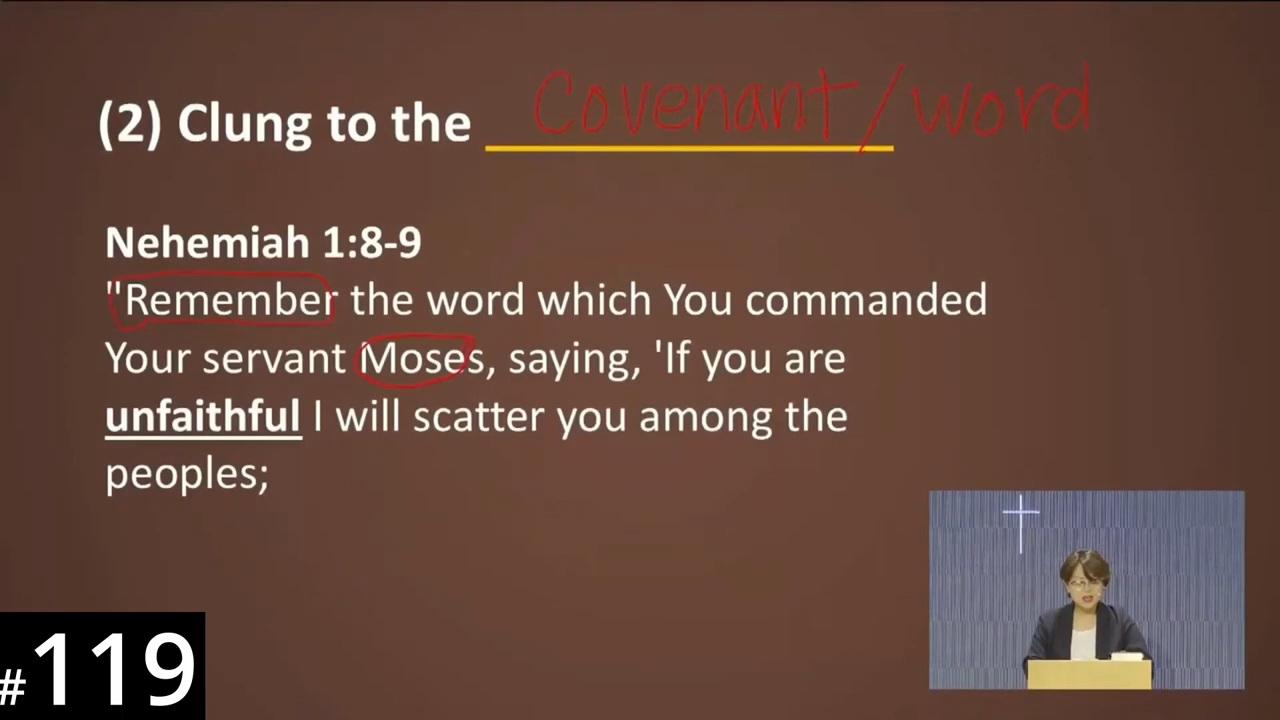 (2) Clung to the Covenant/word
Nehemiah 1:8-9
"Remember the word which You commanded
Your servant Moses, saying, 'If you are
unfaithful I will scatter you among the
peoples;
#119